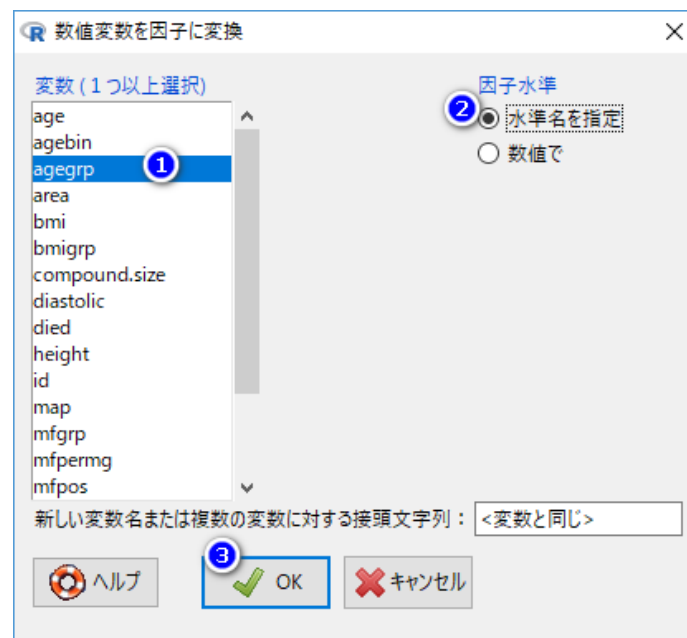 数値変数を因子に変換
変数 (1つ以上選択)
age
agebin
agegrp
1
area
bmi
bmigrp
compound.size
diastolic
died
height
id
map
mfgrp
mfpermg
mfpos
因子水準
2
水準名を指定
数値で
新しい変数名または複数の変数に対する接頭文字列： <変数と同じ>
3
ヘルプ OK キャンセル